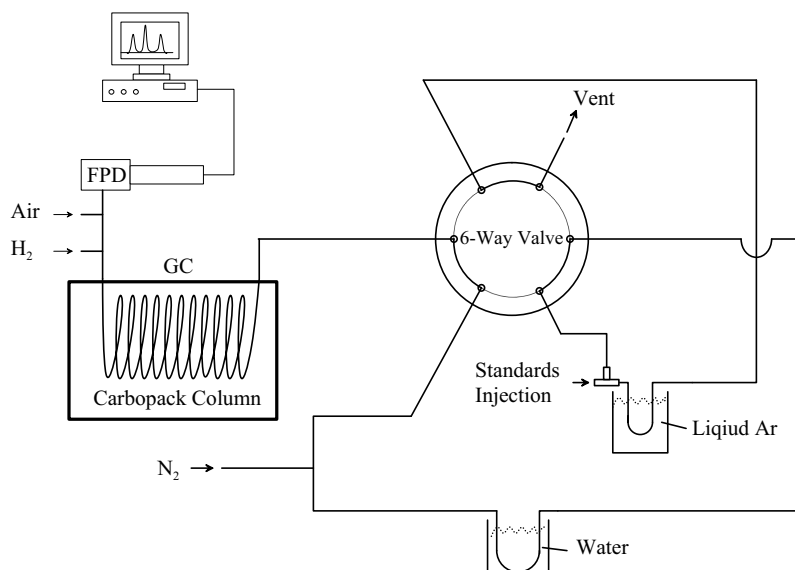 Vent
FPD
Air
H₂
6-Way Valve
GC
Carbopack Column
Standards
Injection
Liqiud Ar
N₂
Water